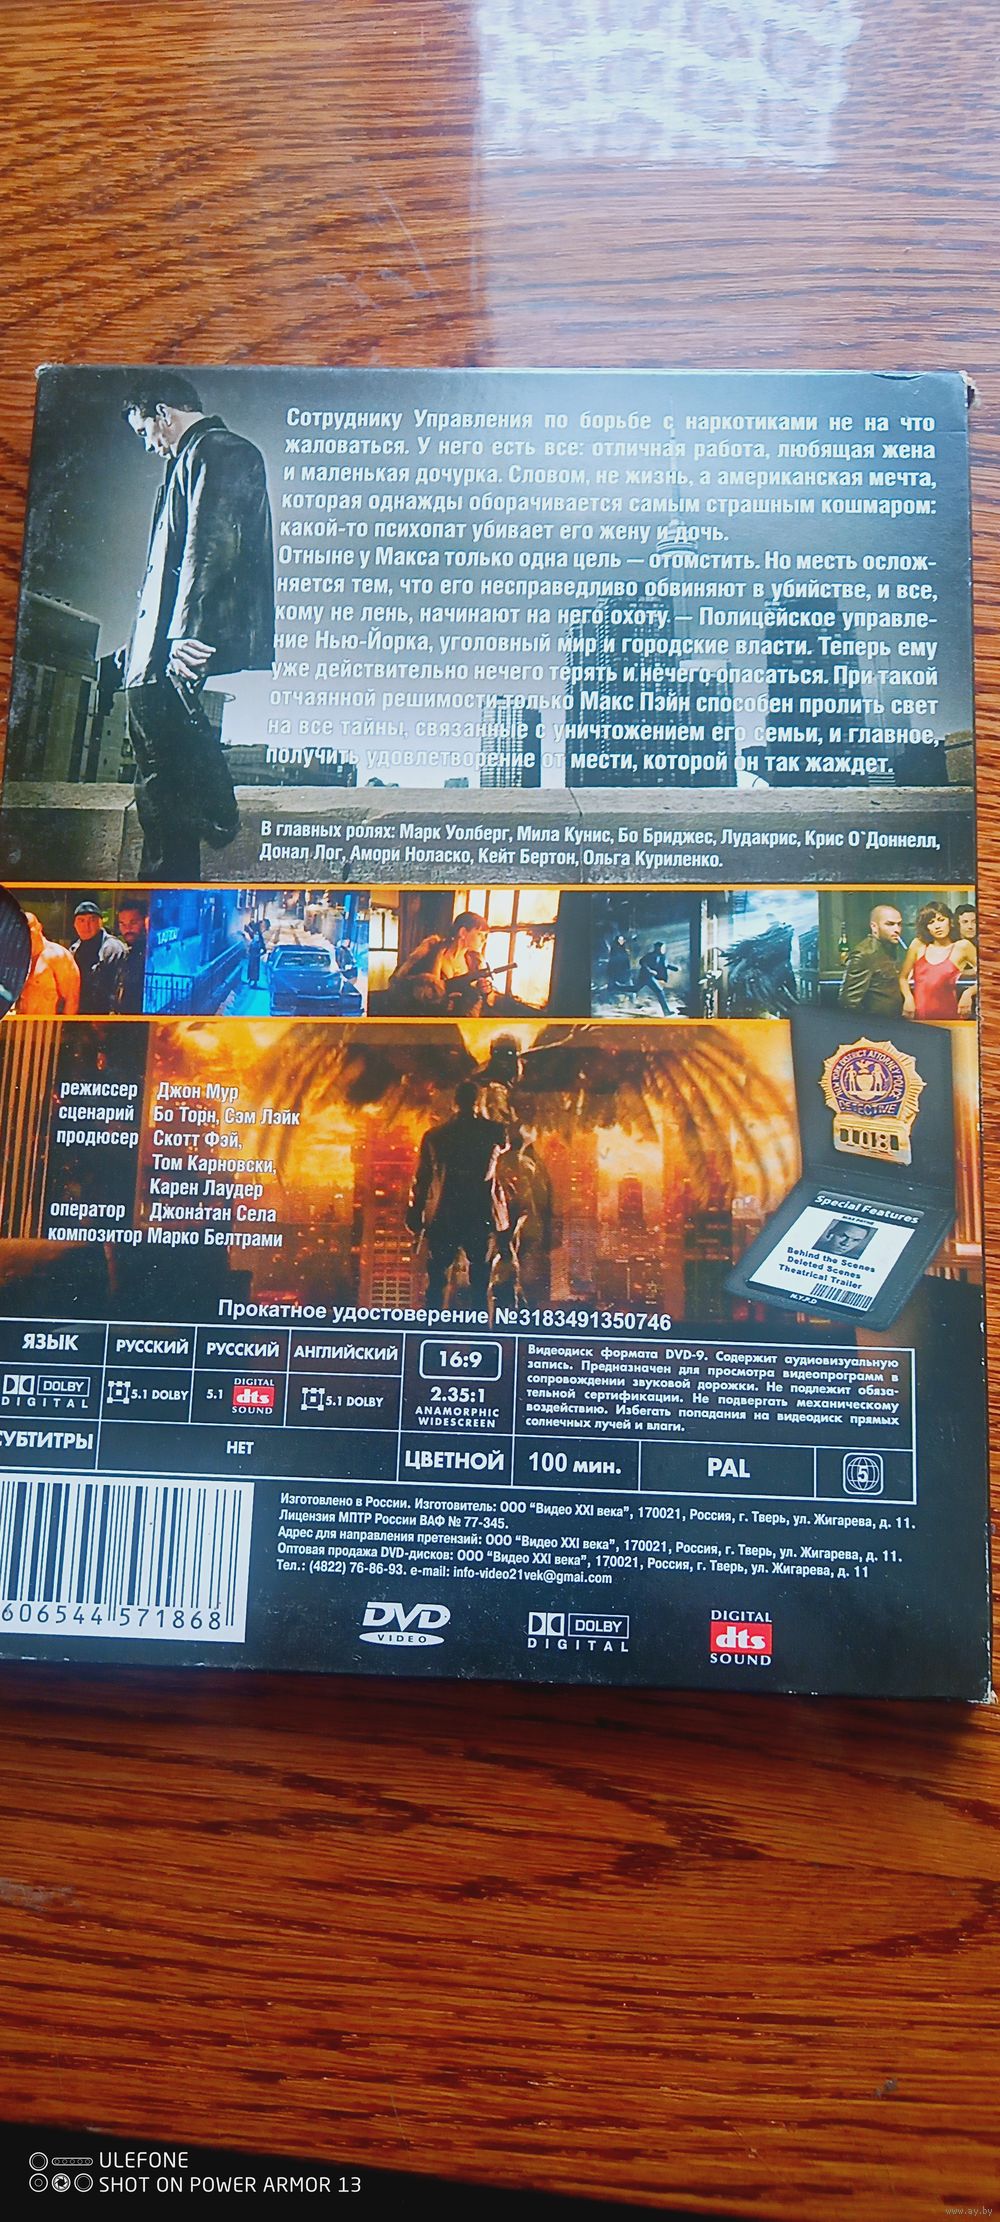 Сотруднику Управления по борьбе с наркотиками не на что
жаловаться. У него есть все: отличная работа, любящая жена
и маленькая дочурка. Словом, не жизнь, а американская мечта,
которая однажды оборачивается самым страшным кошмаром:
какой-то психопат убивает его жену и дочь.
Отныне у Макса только одна цель — отомстить. Но месть ослож-
няется тем, что его несправедливо обвиняют в убийстве, и все,
кому не лень, начинают на него охоту — Полицейское управле-
ние Нью-Йорка, уголовный мир и городские власти. Теперь ему
уже действительно нечего терять и нечего опасаться. При такой
отчаянной решимости только Макс Пэйн способен пролить свет
на все тайны, связанные с уничтожением его семьи, и главное,
получить удовлетворение от мести, которой он так жаждет.
В главных ролях: Марк Уолберг, Мила Кунис, Бо Бриджес, Лудакрис, Крис О`Доннелл,
Донал Лог, Амори Ноласко, Кейт Бертон, Ольга Куриленко.
TATTOO
NEW YORK DISTRICT ATTORNEY POLICE
DETECTIVE
1108
режиссер Джон Мур
сценарий Бо Торн, Сэм Лэйк
продюсер Скотт Фэй,
Том Карновски,
Карен Лаудер
оператор Джонатан Села
композитор Марко Белтрами
Special Features
MAX PAYNE
Behind the Scenes
Deleted Scenes
Theatrical Trailer
N.Y.P.D
Прокатное удостоверение №3183491350746
ЯЗЫК РУССКИЙ РУССКИЙ АНГЛИЙСКИЙ
DOLBY DIGITAL 5.1 DOLBY 5.1 DIGITAL dts SOUND 5.1 DOLBY
СУБТИТРЫ НЕТ
16:9
2.35:1
ANAMORPHIC
WIDESCREEN
Видеодиск формата DVD-9. Содержит аудиовизуальную
запись. Предназначен для просмотра видеопрограмм в
сопровождении звуковой дорожки. Не подлежит обяза-
тельной сертификации. Не подвергать механическому
воздействию. Избегать попадания на видеодиск прямых
солнечных лучей и влаги.
ЦВЕТНОЙ 100 мин. PAL 5
Изготовлено в России. Изготовитель: ООО "Видео XXI века", 170021, Россия, г. Тверь, ул. Жигарева, д. 11.
Лицензия МПТР России ВАФ № 77-345.
Адрес для направления претензий: ООО "Видео XXI века", 170021, Россия, г. Тверь, ул. Жигарева, д. 11.
Оптовая продажа DVD-дисков: ООО "Видео XXI века", 170021, Россия, г. Тверь, ул. Жигарева, д. 11
Тел.: (4822) 76-86-93. e-mail: info-video21vek@gmai.com
606544 571868
DVD
VIDEO
DOLBY
DIGITAL
DIGITAL
dts
SOUND
ULEFONE
SHOT ON POWER ARMOR 13
www.ay.by